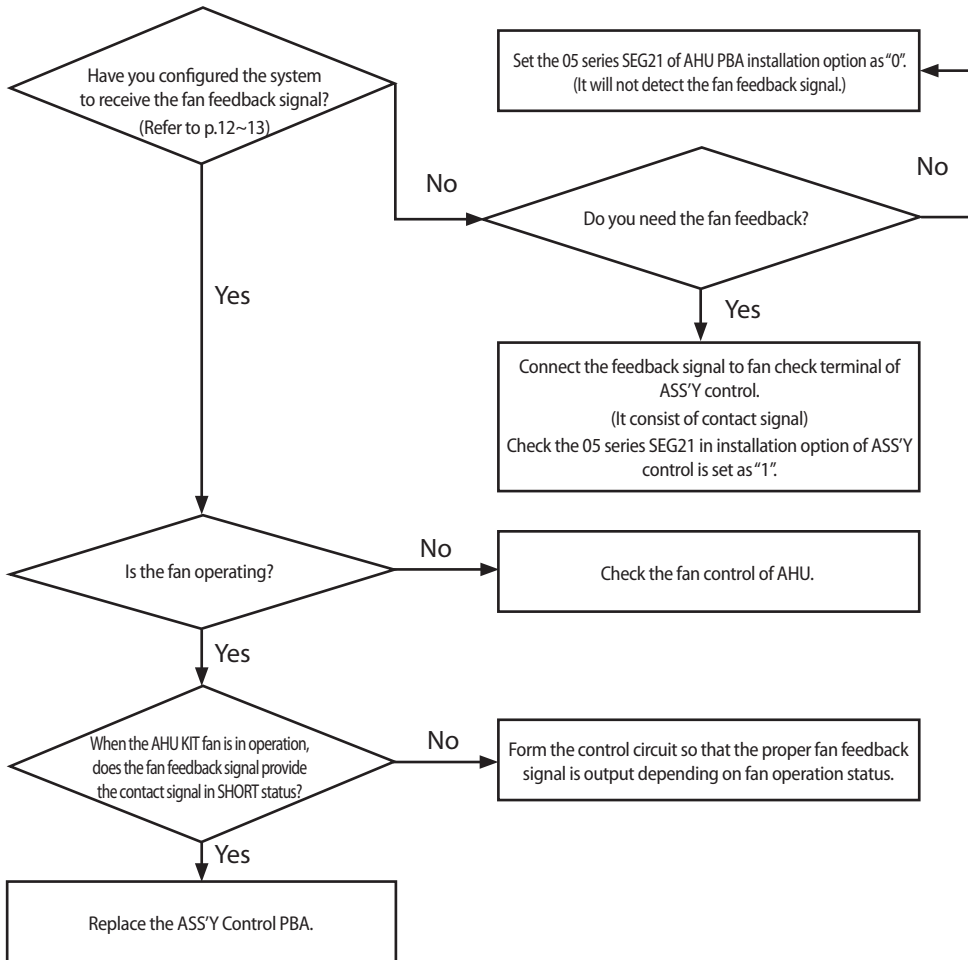 Have you configured the system
to receive the fan feedback signal?
(Refer to p.12~13)
Set the 05 series SEG21 of AHU PBA installation option as “0”.
(It will not detect the fan feedback signal.)
No
No
Do you need the fan feedback?
Yes
Yes
Connect the feedback signal to fan check terminal of
ASS'Y control.
(It consist of contact signal)
Check the 05 series SEG21 in installation option of ASS'Y
control is set as “1”.
Is the fan operating?
No
Check the fan control of AHU.
Yes
When the AHU KIT fan is in operation,
does the fan feedback signal provide
the contact signal in SHORT status?
No
Form the control circuit so that the proper fan feedback
signal is output depending on fan operation status.
Yes
Replace the ASS'Y Control PBA.